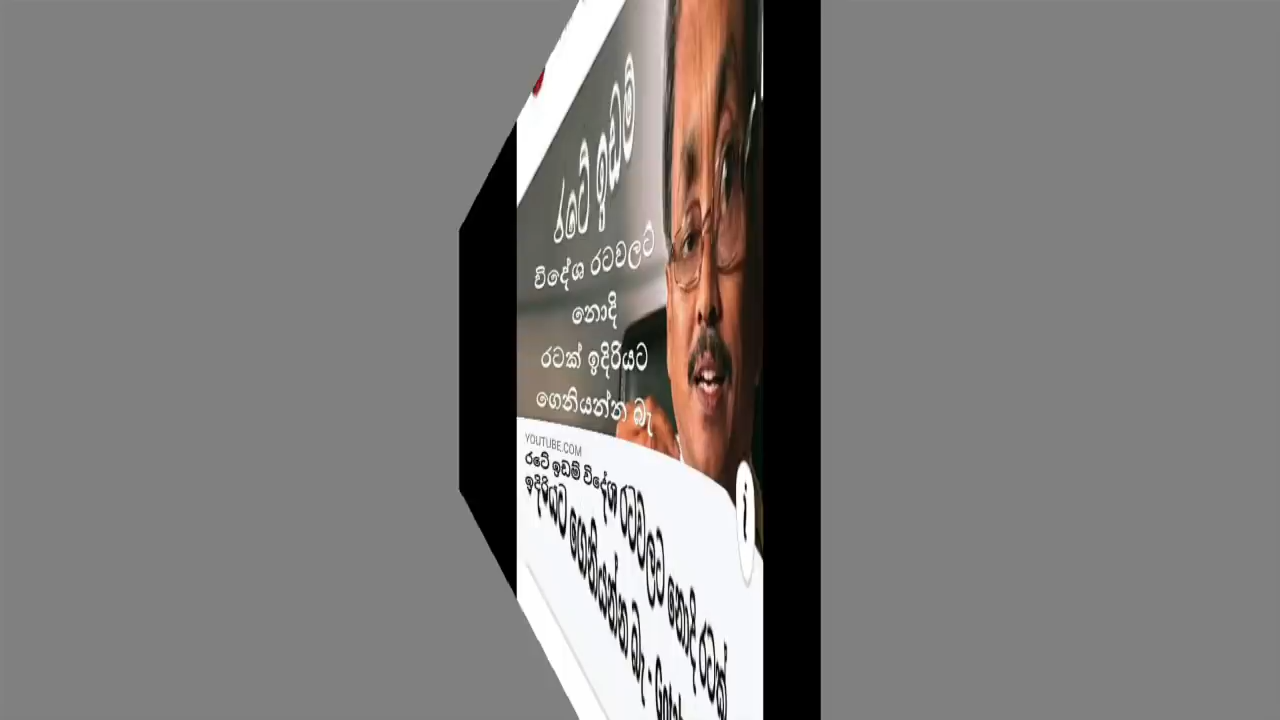 රටේ ඉඩම්
විදේශ රටවලට
නොදී
රටක් ඉදිරියට
ගෙනියන්න බැ
YOUTUBE.COM
රටේ ඉඩම් විදේශ රටවලට නොදී රටක්
ඉදිරියට ගෙනියන්න බැ -
i